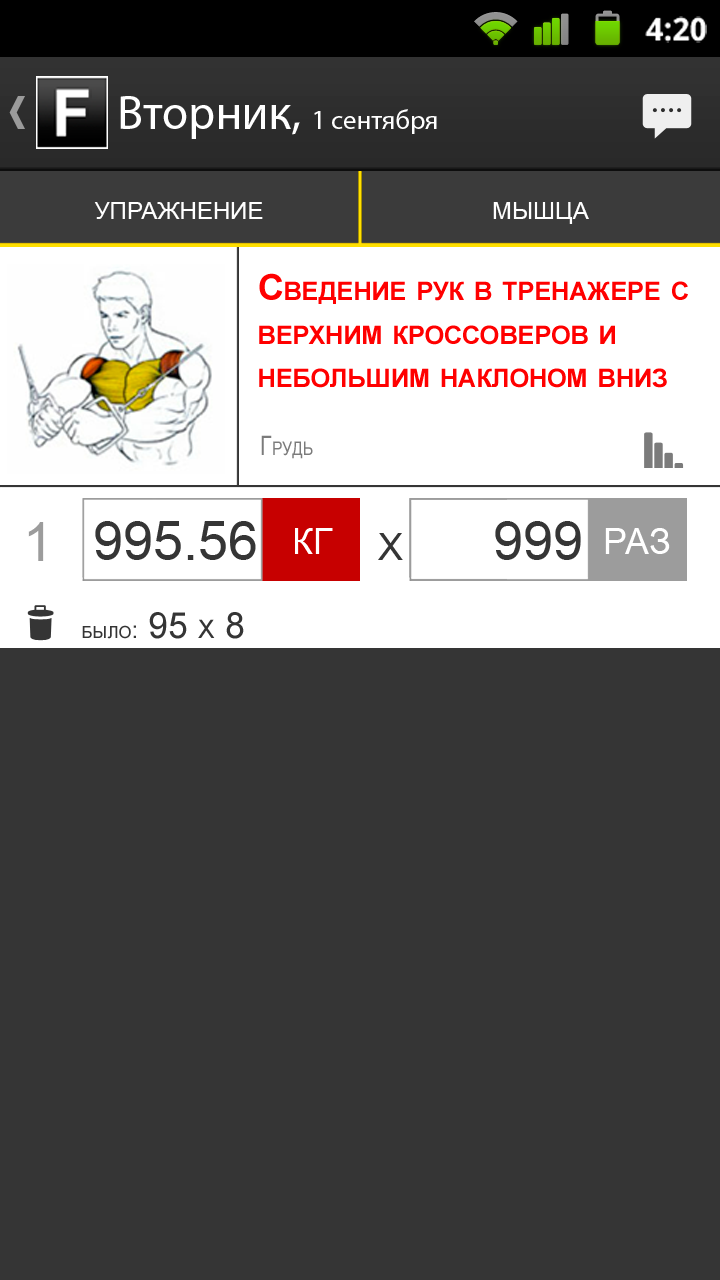 4:20
F Вторник, 1 сентября
УПРАЖНЕНИЕ МЫШЦА
Сведение рук в тренажере с
верхним кроссоверов и
небольшим наклоном вниз
Грудь
1 995.56 КГ x 999 РАЗ
было: 95 x 8